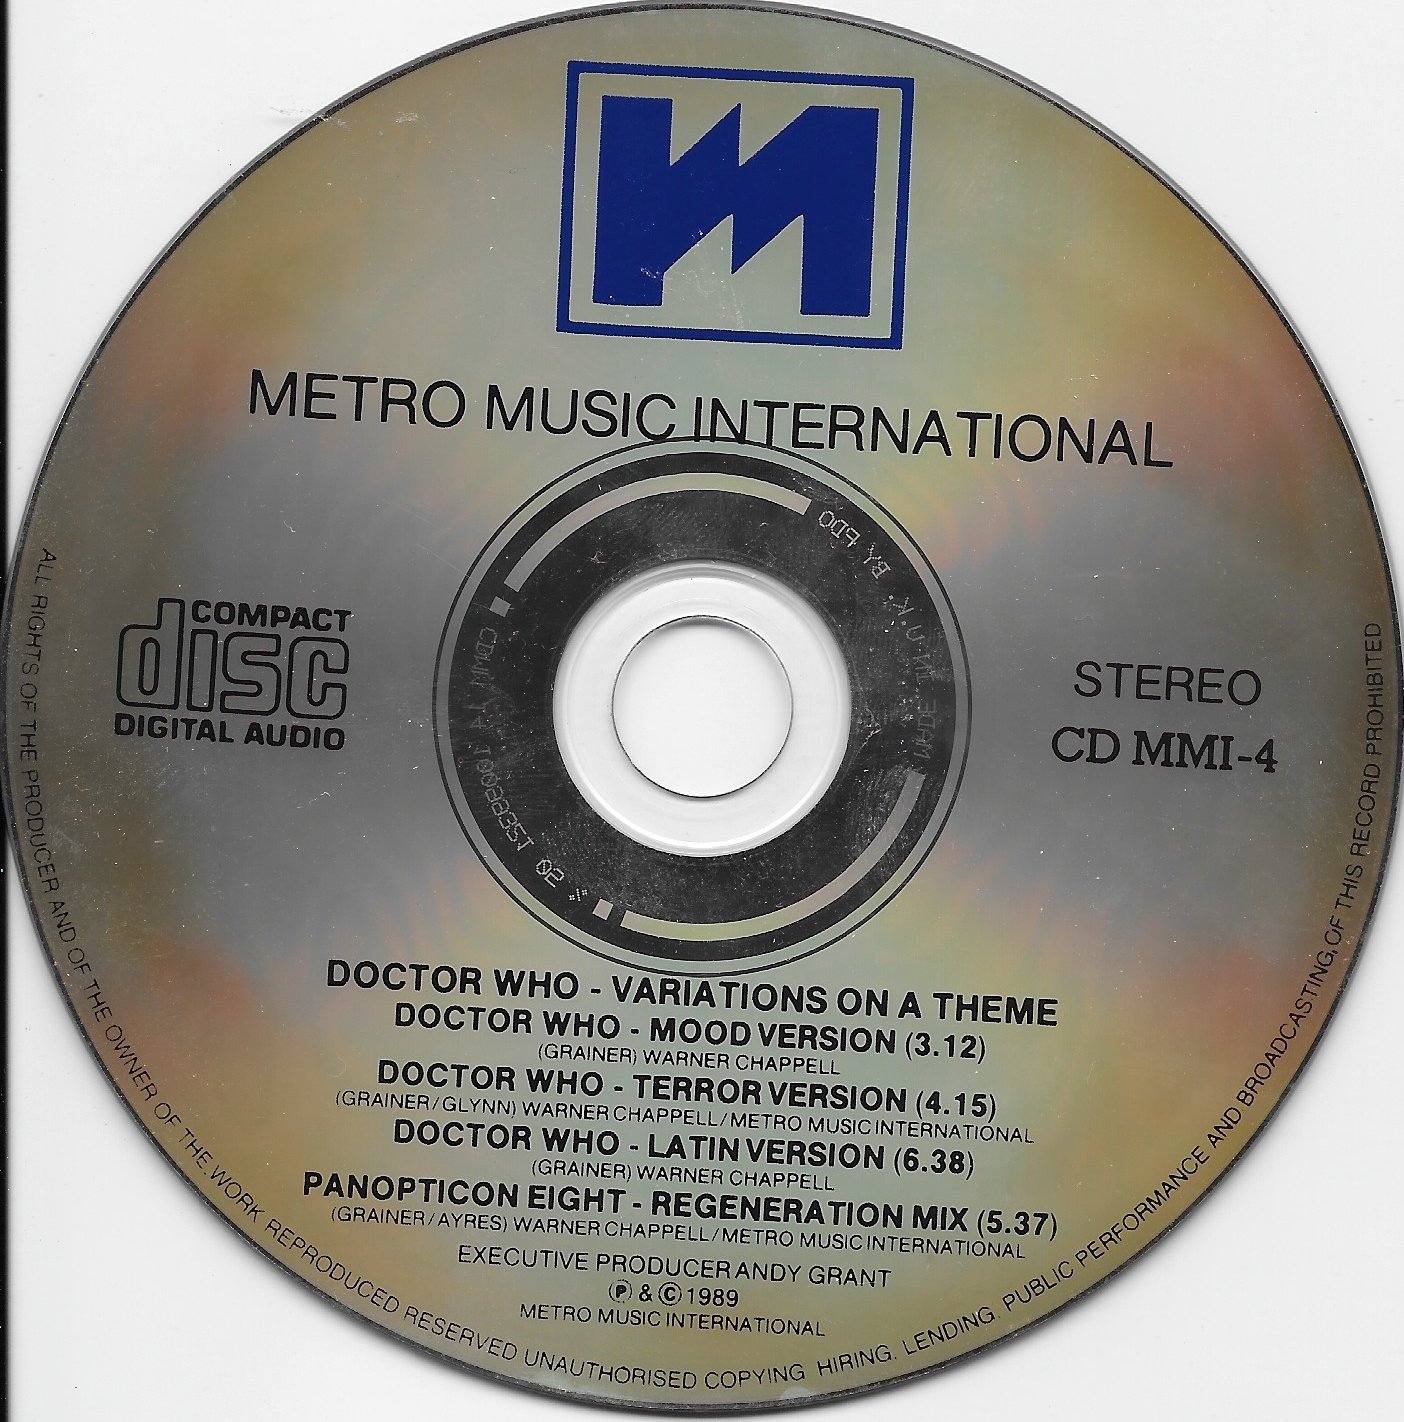 METRO MUSIC INTERNATIONAL
COMPACT
disc
DIGITAL AUDIO
STEREO
CD MMI-4
BY PDO
MADE IN U.K.
DOCTOR WHO - VARIATIONS ON A THEME
DOCTOR WHO - MOOD VERSION (3.12)
(GRAINER) WARNER CHAPPELL
DOCTOR WHO - TERROR VERSION (4.15)
(GRAINER/GLYNN) WARNER CHAPPELL/METRO MUSIC INTERNATIONAL
DOCTOR WHO - LATIN VERSION (6.38)
(GRAINER) WARNER CHAPPELL
PANOPTICON EIGHT - REGENERATION MIX (5.37)
(GRAINER/AYRES) WARNER CHAPPELL/METRO MUSIC INTERNATIONAL
EXECUTIVE PRODUCER ANDY GRANT
Ⓟ & © 1989
METRO MUSIC INTERNATIONAL
ALL RIGHTS OF THE PRODUCER AND OF THE OWNER OF THE WORK REPRODUCED RESERVED UNAUTHORISED COPYING HIRING, LENDING, PUBLIC PERFORMANCE AND BROADCASTING, OF THIS RECORD PROHIBITED